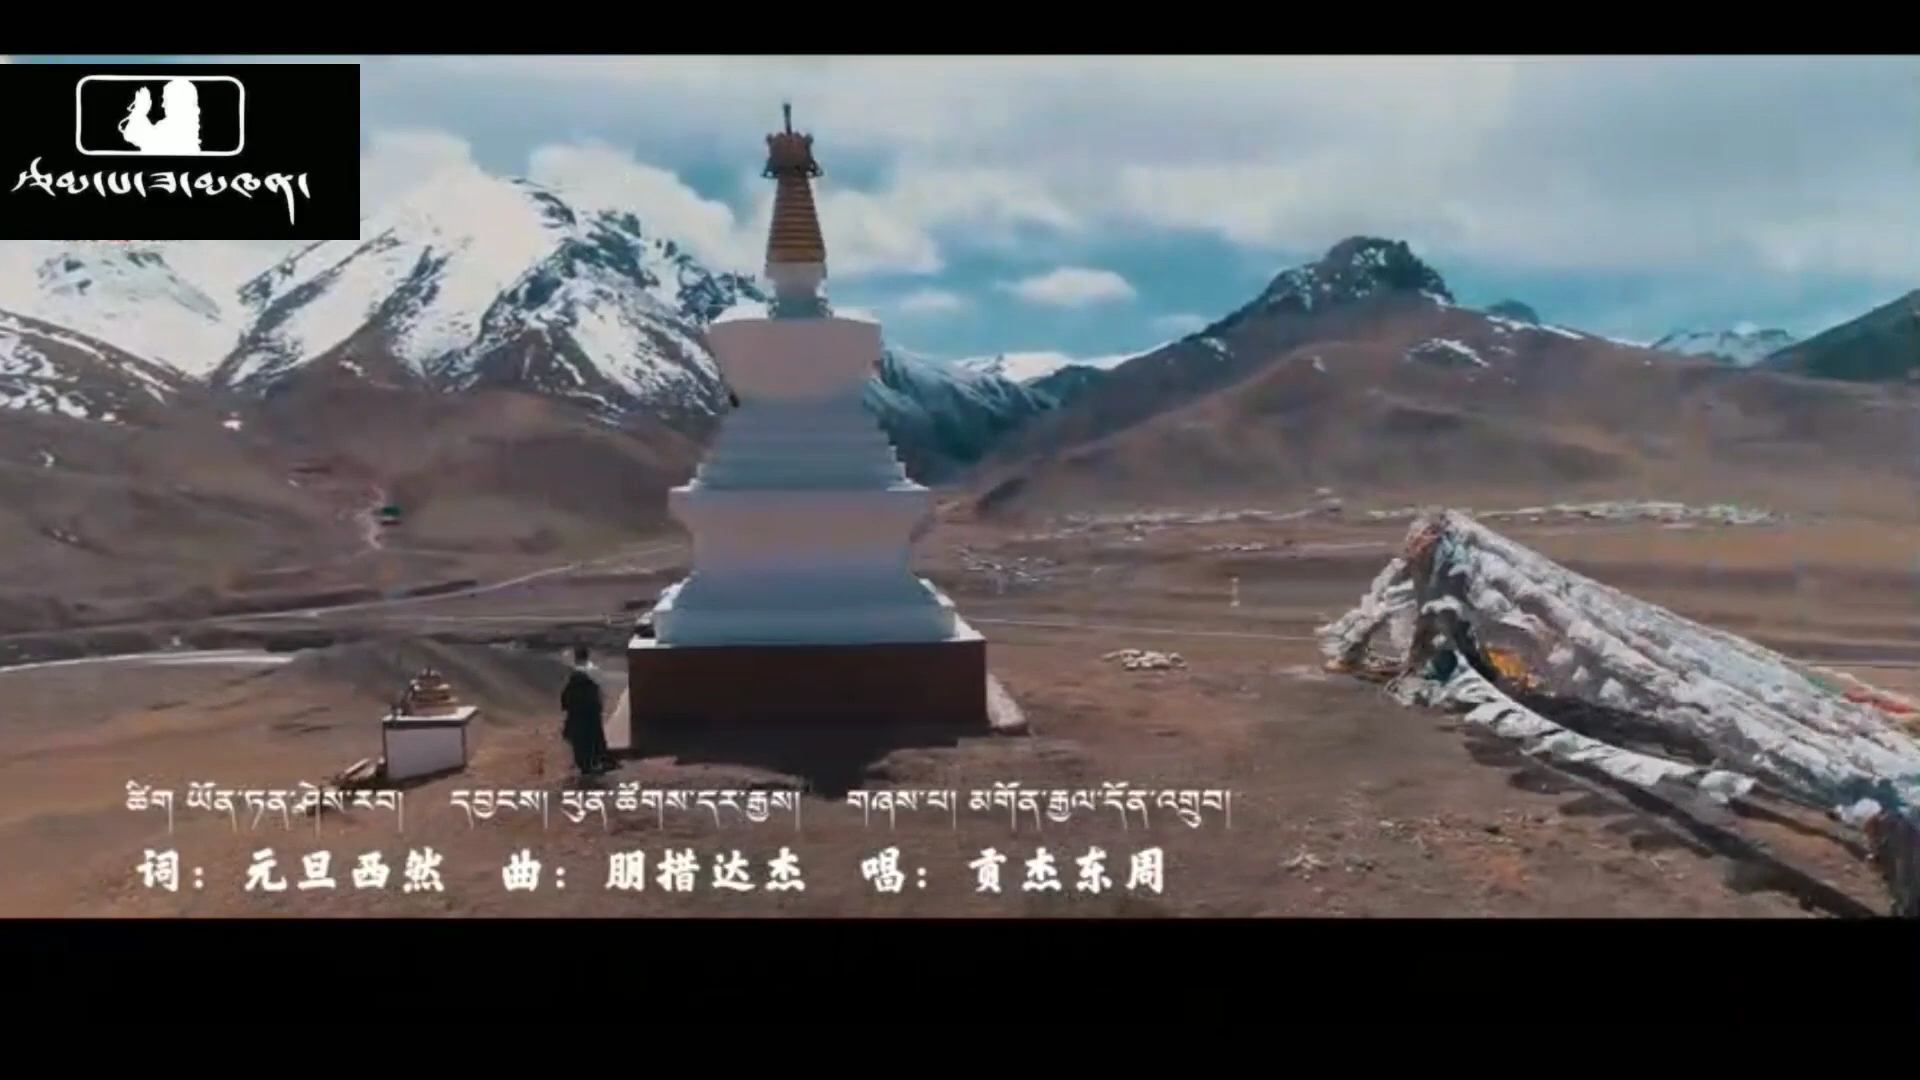 ཚིག ཡོན་ཏན་ཤེས་རབ། དབྱངས། ཕུན་ཚོགས་དར་རྒྱས། གཞས་པ། མགོན་རྒྱལ་དོན་འགྲུབ།
词：元旦西然 曲：朋措达杰 唱：贡杰东周